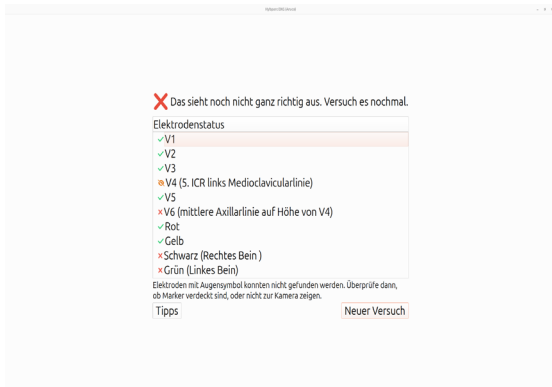 Das sieht noch nicht ganz richtig aus. Versuch es nochmal.
Elektrodenstatus
V1
V2
V3
V4 (5. ICR links Medioclavicularlinie)
V5
V6 (mittlere Axillarlinie auf Höhe von V4)
Rot
Gelb
Schwarz (Rechtes Bein )
Grün (Linkes Bein)
Elektroden mit Augensymbol konnten nicht gefunden werden. Überprüfe dann,
ob Marker verdeckt sind, oder nicht zur Kamera zeigen.
Tipps
Neuer Versuch